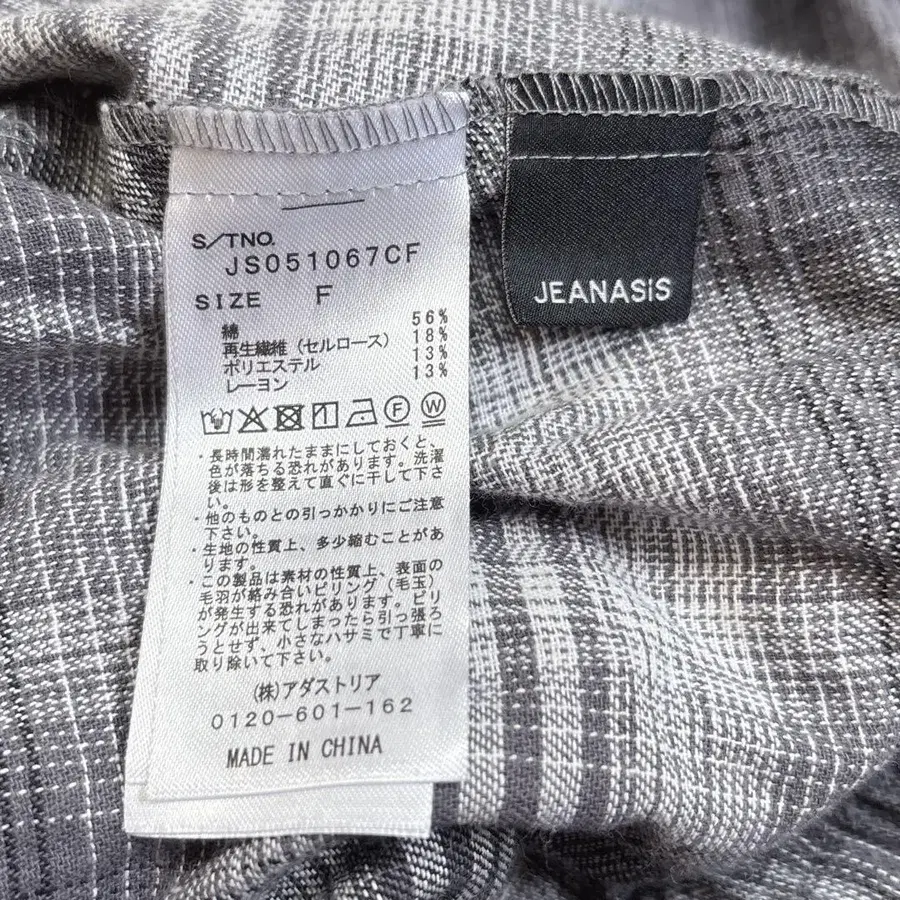 S/TNO.
JS051067CF
SIZE F
綿 56%
再生繊維（セルロース） 18%
ポリエステル 13%
レーヨン 13%
F W
・長時間濡れたままにしておくと、
色が落ちる恐れがあります。洗濯
後は形を整えて直ぐに干して下さ
い。
・他のものとの引っかかりにご注意
下さい。
・生地の性質上、多少縮むことがあ
ります。
・この製品は素材の性質上、表面の
毛羽が絡み合いピリング（毛玉）
が発生する恐れがあります。ピリ
ングが出来てしまったら引っ張ろ
うとせず、小さなハサミで丁寧に
取り除いて下さい。
（株）アダストリア
0120-601-162
MADE IN CHINA
JEANASIS